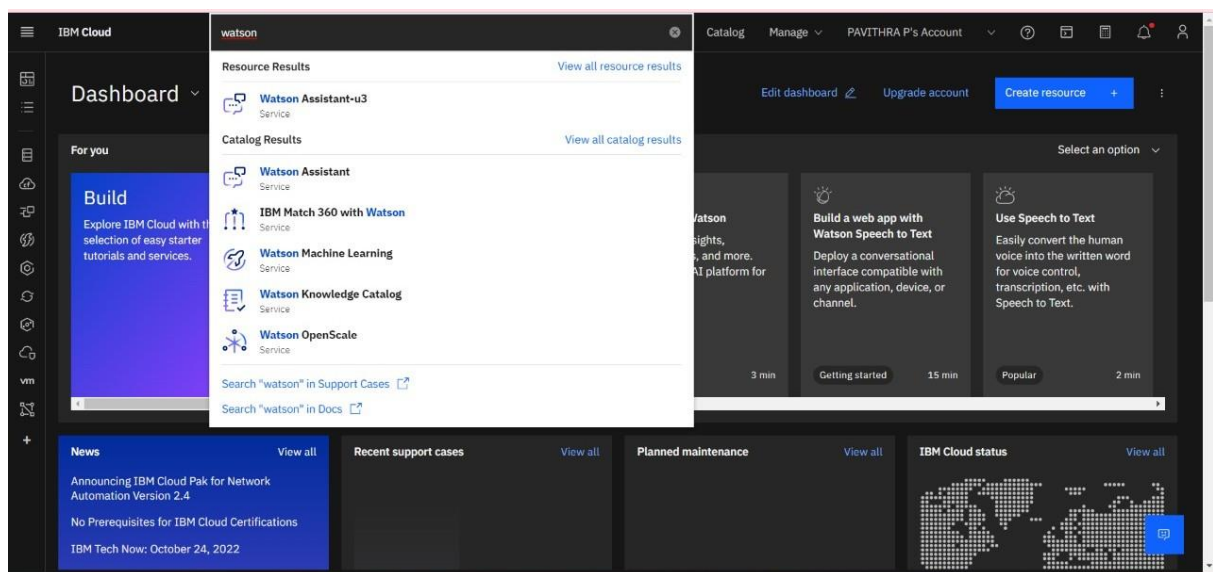 IBM Cloud
watson
Catalog
Manage
PAVITHRA P's Account
Resource Results
View all resource results
Watson Assistant-u3
Service
Catalog Results
View all catalog results
Watson Assistant
Service
IBM Match 360 with Watson
Service
Watson Machine Learning
Service
Watson Knowledge Catalog
Service
Watson OpenScale
Service
Search "watson" in Support Cases
Search "watson" in Docs
Dashboard
Edit dashboard
Upgrade account
Create resource +
For you
Select an option
Build
Explore IBM Cloud with
selection of easy starter
tutorials and services.
and more.
AI platform for
3 min
Build a web app with
Watson Speech to Text
Deploy a conversational
interface compatible with
any application, device, or
channel.
Getting started
15 min
Use Speech to Text
Easily convert the human
voice into the written word
for voice control,
transcription, etc. with
Speech to Text.
Popular
2 min
vm
News
View all
Announcing IBM Cloud Pak for Network
Automation Version 2.4
No Prerequisites for IBM Cloud Certifications
IBM Tech Now: October 24, 2022
Recent support cases
View all
Planned maintenance
View all
IBM Cloud status
View all